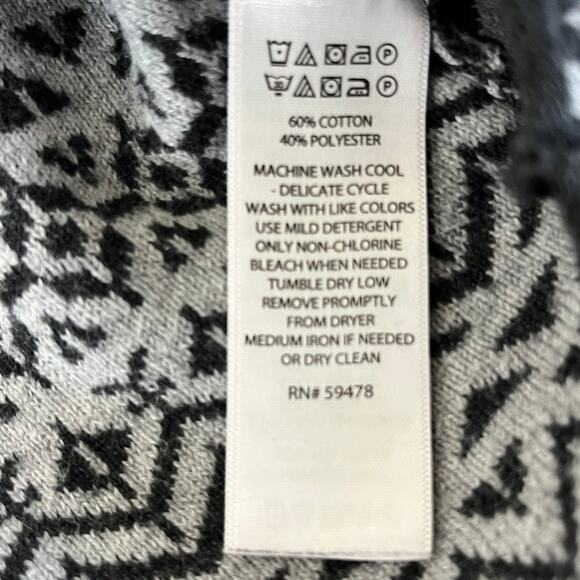 P
30 P
60% COTTON
40% POLYESTER
MACHINE WASH COOL
- DELICATE CYCLE
WASH WITH LIKE COLORS
USE MILD DETERGENT
ONLY NON-CHLORINE
BLEACH WHEN NEEDED
TUMBLE DRY LOW
REMOVE PROMPTLY
FROM DRYER
MEDIUM IRON IF NEEDED
OR DRY CLEAN
RN# 59478